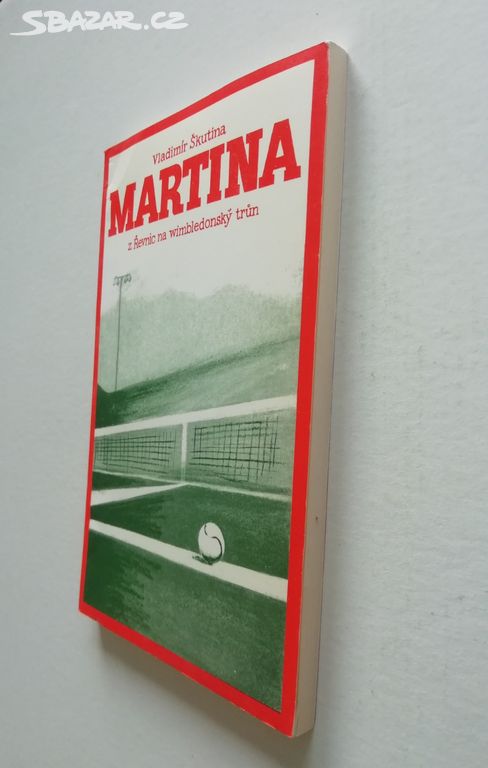 SBAZAR.CZ
Vladimír Škutina
MARTINA
z Řevnic na wimbledonský trůn